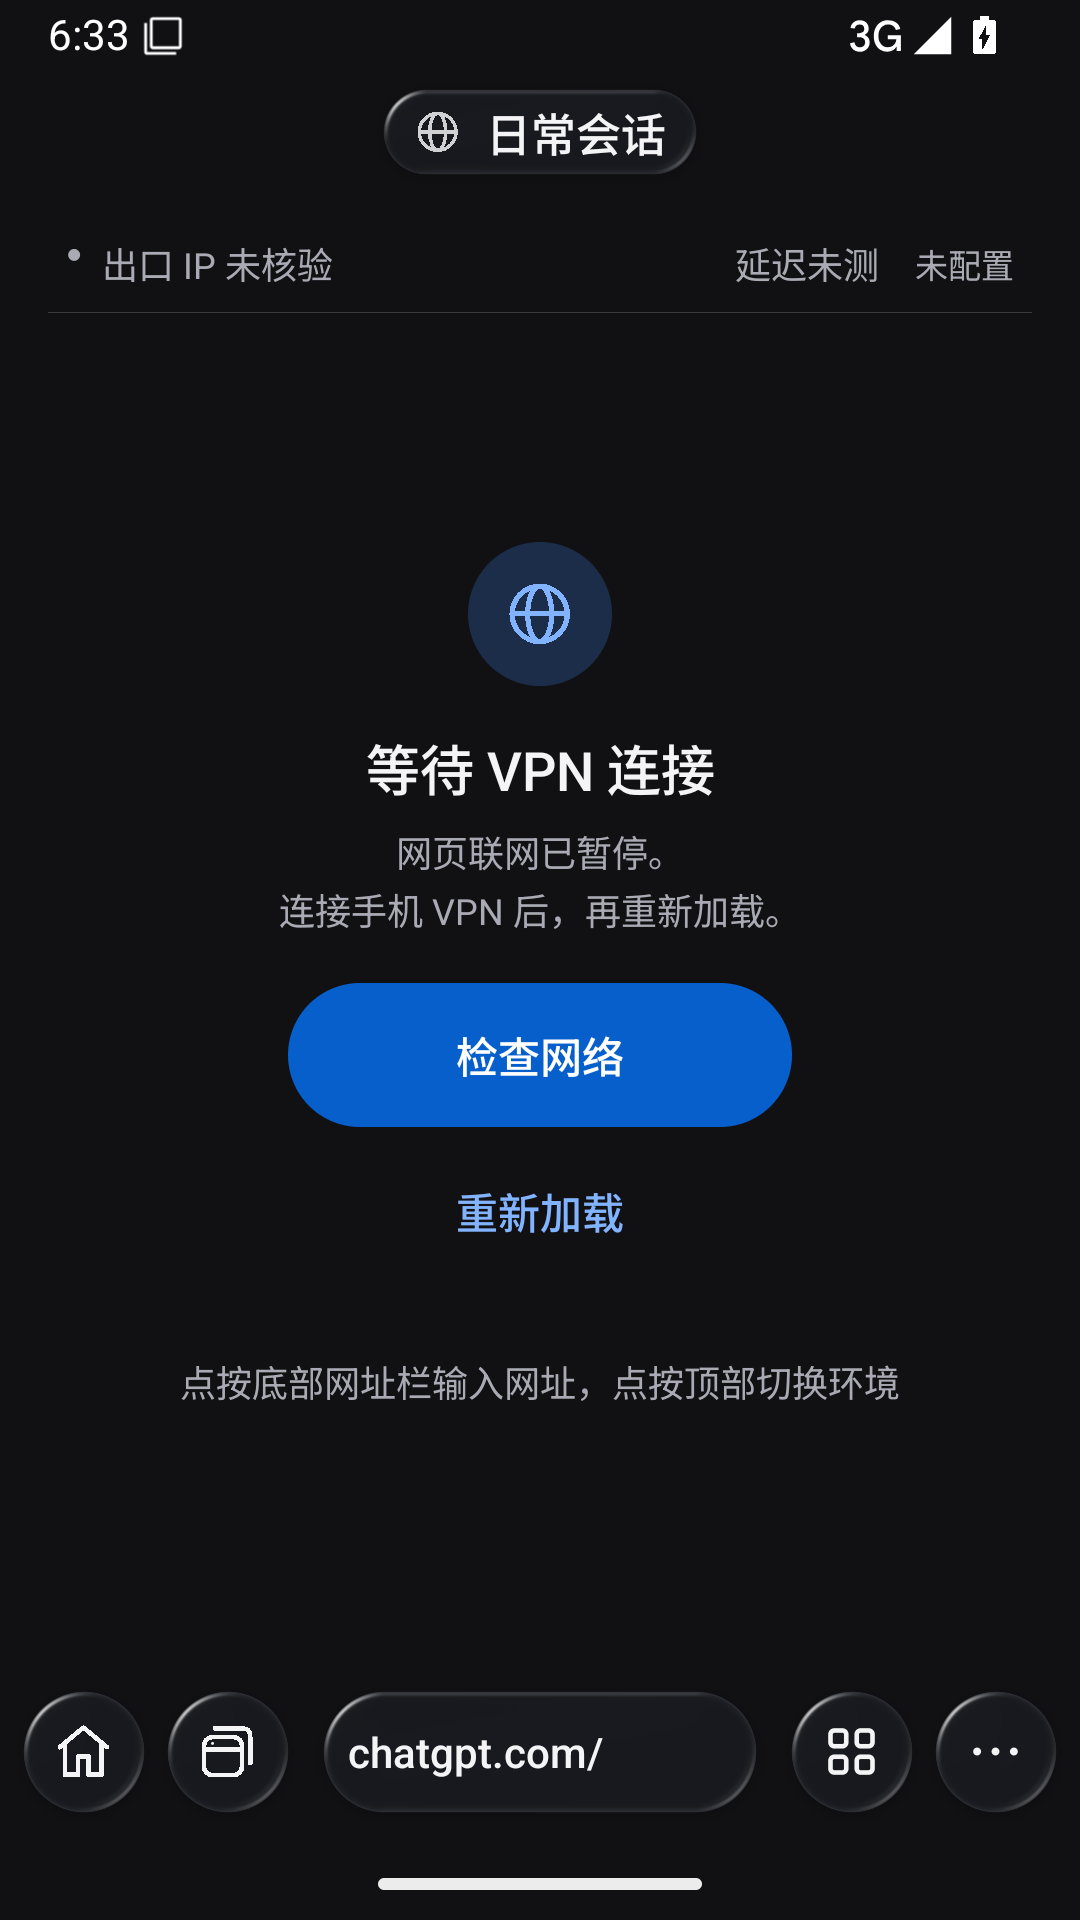 6:33 3G
日常会话
出口 IP 未核验 延迟未测 未配置
等待 VPN 连接
网页联网已暂停。
连接手机 VPN 后，再重新加载。
检查网络
重新加载
点按底部网址栏输入网址，点按顶部切换环境
chatgpt.com/